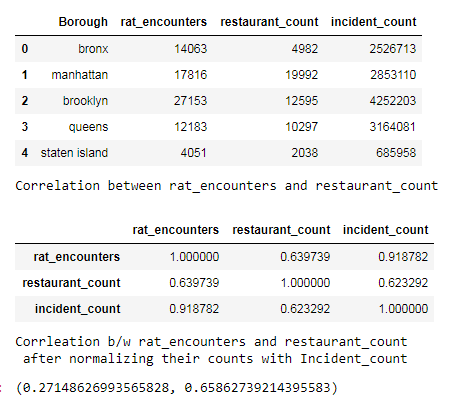 Borough rat_encounters restaurant_count incident_count
0 bronx 14063 4982 2526713
1 manhattan 17816 19992 2853110
2 brooklyn 27153 12595 4252203
3 queens 12183 10297 3164081
4 staten island 4051 2038 685958
Correlation between rat_encounters and restaurant_count
rat_encounters restaurant_count incident_count
rat_encounters 1.000000 0.639739 0.918782
restaurant_count 0.639739 1.000000 0.623292
incident_count 0.918782 0.623292 1.000000
Corrleation b/w rat_encounters and restaurant_count
after normalizing their counts with Incident_count
: (0.27148626993565828, 0.65862739214395583)